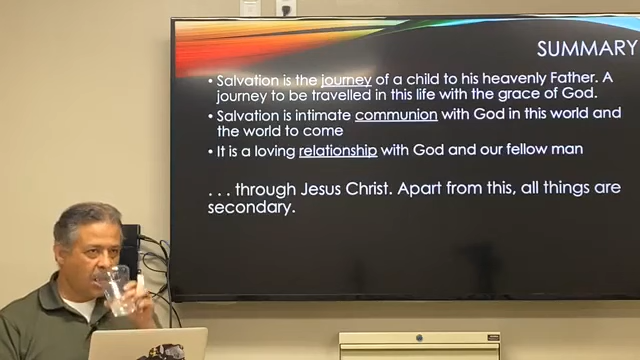 SUMMARY
• Salvation is the journey of a child to his heavenly Father. A
journey to be travelled in this life with the grace of God.
• Salvation is intimate communion with God in this world and
the world to come
• It is a loving relationship with God and our fellow man
. . . through Jesus Christ. Apart from this, all things are
secondary.